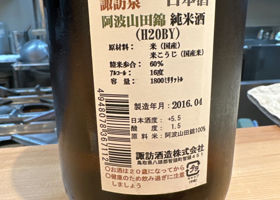 諏訪泉
日本酒
阿波山田錦 純米酒
(H20BY)
原材料: 米(国産)
米こうじ(国産米)
精米歩合: 60%
アルコール: 16度
容量: 1800ミリリットル
製造年月: 2016.04
日本酒度: +5.5
酸度: 1.5
原料米: 阿波山田錦100%
諏訪酒造株式会社
鳥取県八頭郡智頭町智頭451
○お酒は20歳になってから
○健康のため飲み過ぎに注意
しましょう